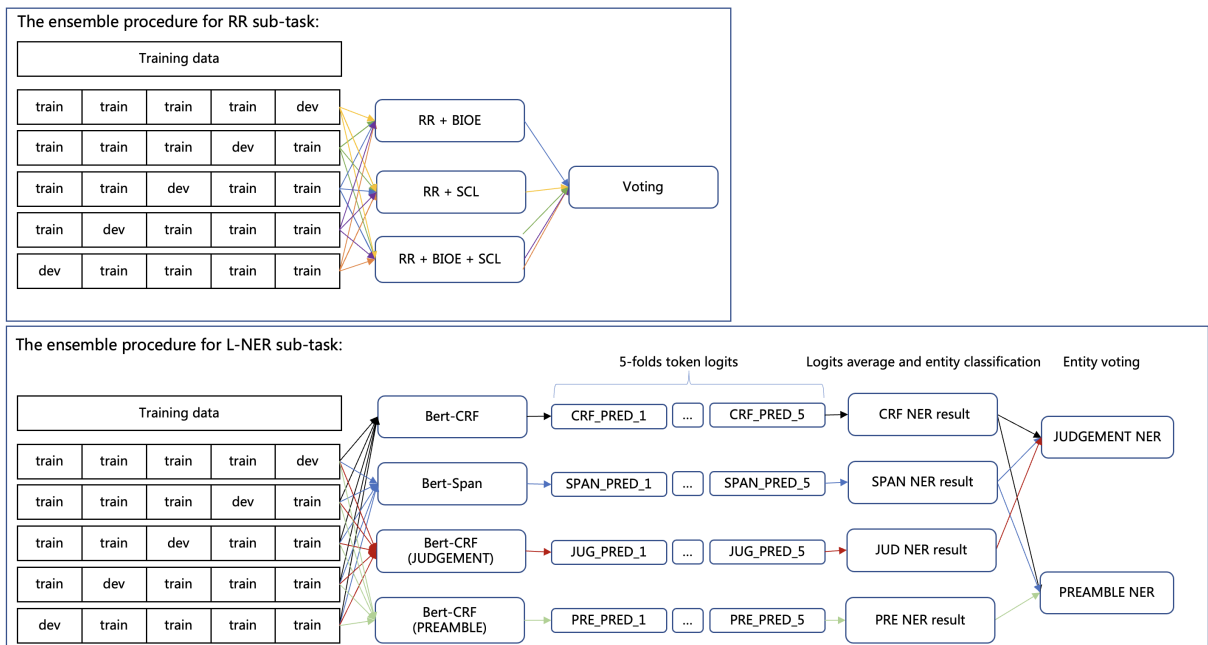 The ensemble procedure for RR sub-task:
Training data
train train train train dev
train train train dev train
train train dev train train
train dev train train train
dev train train train train
RR + BIOE
RR + SCL
RR + BIOE + SCL
Voting
The ensemble procedure for L-NER sub-task:
5-folds token logits
Logits average and entity classification
Entity voting
Training data
train train train train dev
train train train dev train
train train dev train train
train dev train train train
dev train train train train
Bert-CRF
CRF_PRED_1 ... CRF_PRED_5
CRF NER result
Bert-Span
SPAN_PRED_1 ... SPAN_PRED_5
SPAN NER result
Bert-CRF
(JUDGEMENT)
JUG_PRED_1 ... JUG_PRED_5
JUD NER result
Bert-CRF
(PREAMBLE)
PRE_PRED_1 ... PRE_PRED_5
PRE NER result
JUDGEMENT NER
PREAMBLE NER